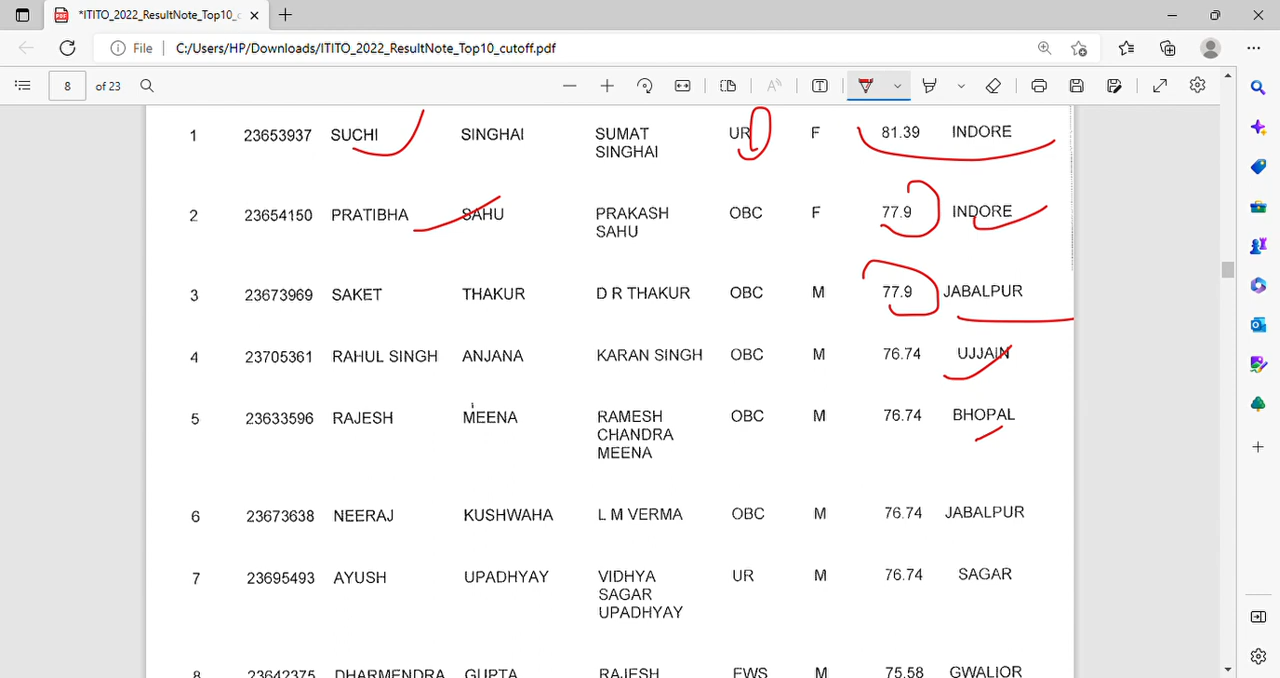 *ITITO_2022_ResultNote_Top10_c
File C:/Users/HP/Downloads/ITITO_2022_ResultNote_Top10_cutoff.pdf
8 of 23
1 23653937 SUCHI SINGHAI SUMAT SINGHAI UR F 81.39 INDORE
2 23654150 PRATIBHA SAHU PRAKASH SAHU OBC F 77.9 INDORE
3 23673969 SAKET THAKUR D R THAKUR OBC M 77.9 JABALPUR
4 23705361 RAHUL SINGH ANJANA KARAN SINGH OBC M 76.74 UJJAIN
5 23633596 RAJESH MEENA RAMESH CHANDRA MEENA OBC M 76.74 BHOPAL
6 23673638 NEERAJ KUSHWAHA L M VERMA OBC M 76.74 JABALPUR
7 23695493 AYUSH UPADHYAY VIDHYA SAGAR UPADHYAY UR M 76.74 SAGAR
8 23642375 DHARMENDRA GUPTA RAJESH EWS M 75.58 GWALIOR